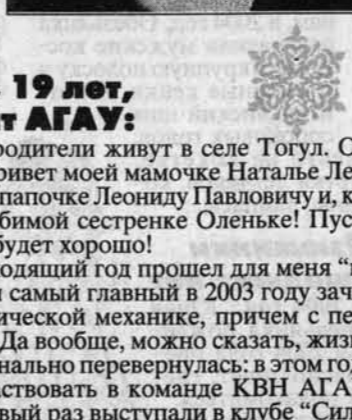 19 лет,
т АГАУ:
родители живут в селе Тогул. О
ривет моей мамочке Наталье Ле
папочке Леониду Павловичу и, к
бимой сестренке Оленьке! Пус
будет хорошо!
одящий год прошел для меня "н
самый главный в 2003 году зач
ической механике, причем с пе
Да вообще, можно сказать, жиз
нально перевернулась: в этом го
аствовать в команде КВН АГА
вый раз выступали в клубе "Си